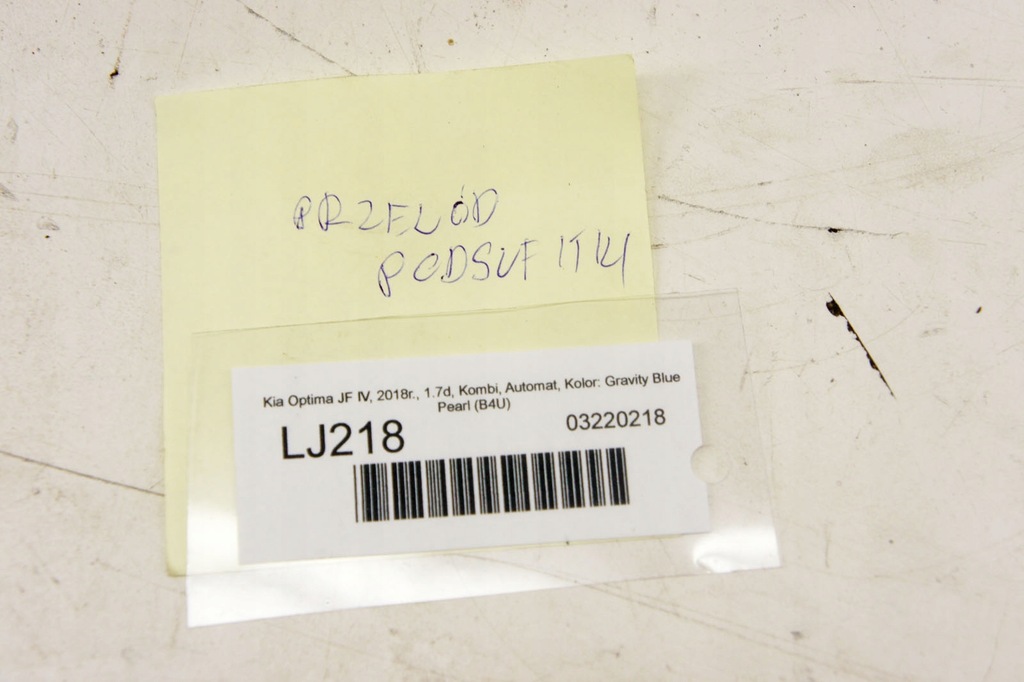 PRZEWÓD
PODSUFITKI
Kia Optima JF IV, 2018r., 1.7d, Kombi, Automat, Kolor: Gravity Blue
Pearl (B4U)
LJ218
03220218